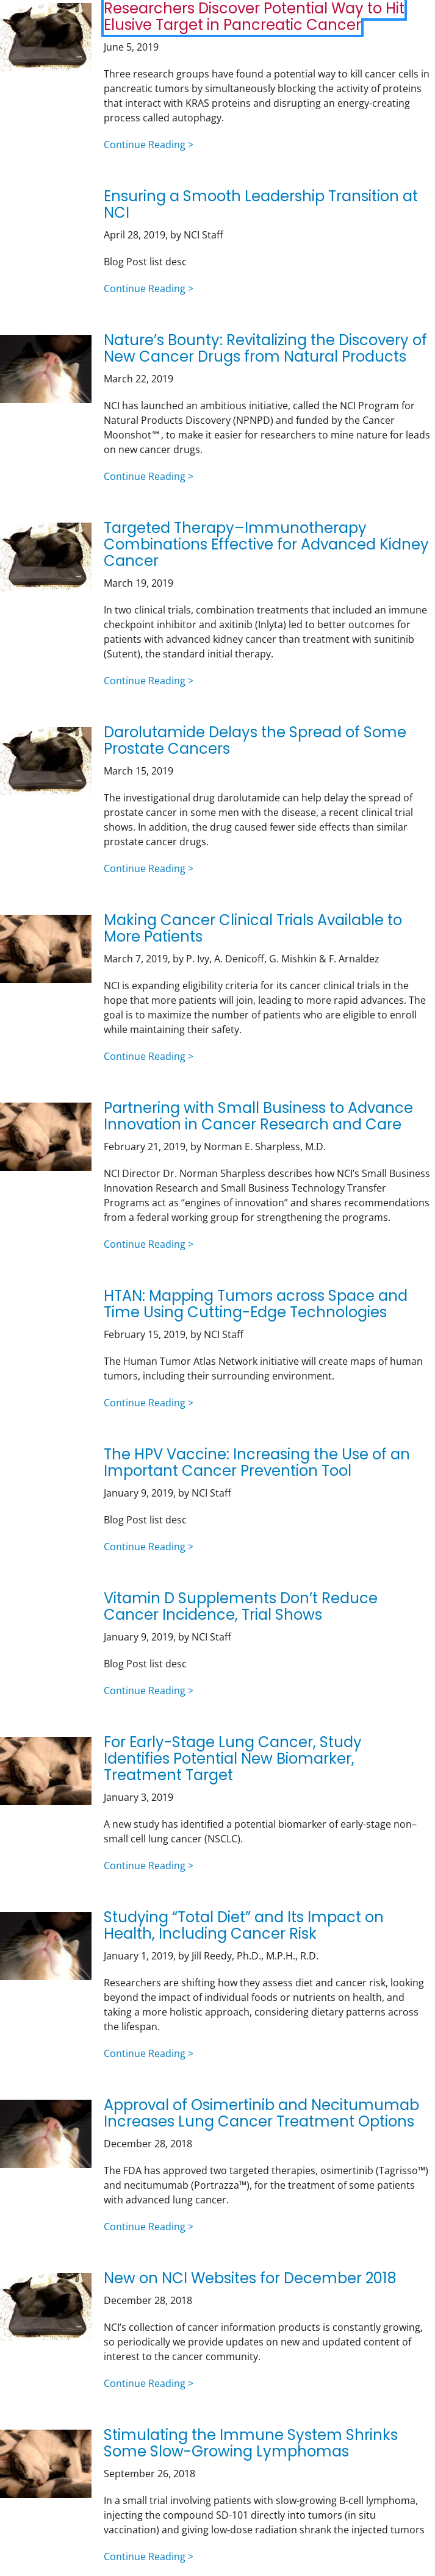 Researchers Discover Potential Way to Hit
Elusive Target in Pancreatic Cancer
June 5, 2019
Three research groups have found a potential way to kill cancer cells in
pancreatic tumors by simultaneously blocking the activity of proteins
that interact with KRAS proteins and disrupting an energy-creating
process called autophagy.
Continue Reading >
Ensuring a Smooth Leadership Transition at
NCI
April 28, 2019, by NCI Staff
Blog Post list desc
Continue Reading >
Nature’s Bounty: Revitalizing the Discovery of
New Cancer Drugs from Natural Products
March 22, 2019
NCI has launched an ambitious initiative, called the NCI Program for
Natural Products Discovery (NPNPD) and funded by the Cancer
Moonshot℠, to make it easier for researchers to mine nature for leads
on new cancer drugs.
Continue Reading >
Targeted Therapy–Immunotherapy
Combinations Effective for Advanced Kidney
Cancer
March 19, 2019
In two clinical trials, combination treatments that included an immune
checkpoint inhibitor and axitinib (Inlyta) led to better outcomes for
patients with advanced kidney cancer than treatment with sunitinib
(Sutent), the standard initial therapy.
Continue Reading >
Darolutamide Delays the Spread of Some
Prostate Cancers
March 15, 2019
The investigational drug darolutamide can help delay the spread of
prostate cancer in some men with the disease, a recent clinical trial
shows. In addition, the drug caused fewer side effects than similar
prostate cancer drugs.
Continue Reading >
Making Cancer Clinical Trials Available to
More Patients
March 7, 2019, by P. Ivy, A. Denicoff, G. Mishkin & F. Arnaldez
NCI is expanding eligibility criteria for its cancer clinical trials in the
hope that more patients will join, leading to more rapid advances. The
goal is to maximize the number of patients who are eligible to enroll
while maintaining their safety.
Continue Reading >
Partnering with Small Business to Advance
Innovation in Cancer Research and Care
February 21, 2019, by Norman E. Sharpless, M.D.
NCI Director Dr. Norman Sharpless describes how NCI’s Small Business
Innovation Research and Small Business Technology Transfer
Programs act as “engines of innovation” and shares recommendations
from a federal working group for strengthening the programs.
Continue Reading >
HTAN: Mapping Tumors across Space and
Time Using Cutting-Edge Technologies
February 15, 2019, by NCI Staff
The Human Tumor Atlas Network initiative will create maps of human
tumors, including their surrounding environment.
Continue Reading >
The HPV Vaccine: Increasing the Use of an
Important Cancer Prevention Tool
January 9, 2019, by NCI Staff
Blog Post list desc
Continue Reading >
Vitamin D Supplements Don’t Reduce
Cancer Incidence, Trial Shows
January 9, 2019, by NCI Staff
Blog Post list desc
Continue Reading >
For Early-Stage Lung Cancer, Study
Identifies Potential New Biomarker,
Treatment Target
January 3, 2019
A new study has identified a potential biomarker of early-stage non–
small cell lung cancer (NSCLC).
Continue Reading >
Studying “Total Diet” and Its Impact on
Health, Including Cancer Risk
January 1, 2019, by Jill Reedy, Ph.D., M.P.H., R.D.
Researchers are shifting how they assess diet and cancer risk, looking
beyond the impact of individual foods or nutrients on health, and
taking a more holistic approach, considering dietary patterns across
the lifespan.
Continue Reading >
Approval of Osimertinib and Necitumumab
Increases Lung Cancer Treatment Options
December 28, 2018
The FDA has approved two targeted therapies, osimertinib (Tagrisso™)
and necitumumab (Portrazza™), for the treatment of some patients
with advanced lung cancer.
Continue Reading >
New on NCI Websites for December 2018
December 28, 2018
NCI’s collection of cancer information products is constantly growing,
so periodically we provide updates on new and updated content of
interest to the cancer community.
Continue Reading >
Stimulating the Immune System Shrinks
Some Slow-Growing Lymphomas
September 26, 2018
In a small trial involving patients with slow-growing B-cell lymphoma,
injecting the compound SD-101 directly into tumors (in situ
vaccination) and giving low-dose radiation shrank the injected tumors
Continue Reading >